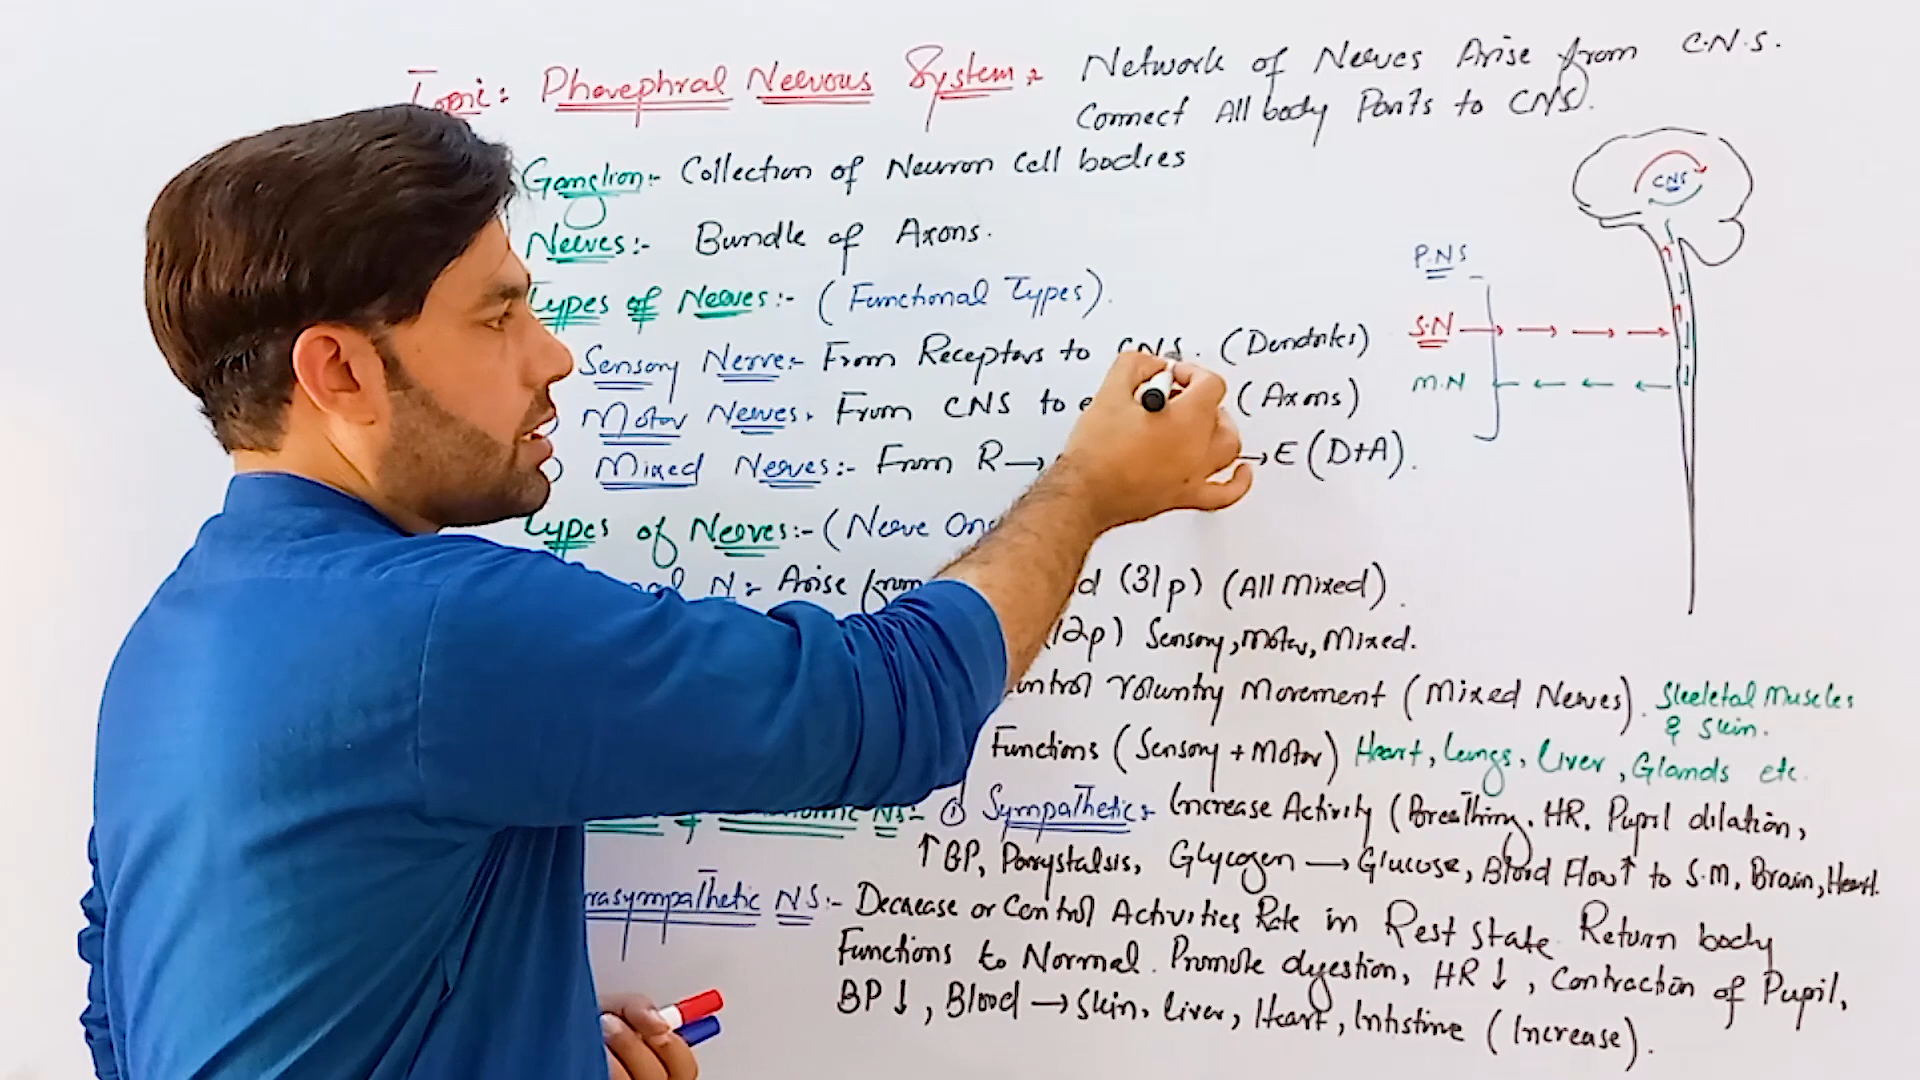 Topic: Pherephral Nervous System:
Network of Nerves Arise from C.N.S.
Connect All body Parts to CNS.
Ganglion:- Collection of Neuron Cell bodies
Nerves:- Bundle of Axons.
Types of Nerves:- (Functional Types).
Sensory Nerve:- From Receptors to CNS. (Dendrites)
Motor Nerves. From CNS to (Axons)
Mixed Nerves:- From R→ →E (D+A).
Types of Nerves:- (Nerve
N:- Arise from (31p) (All Mixed).
(12p) Sensory, Motor, Mixed.
Control Voluntry Movement (Mixed Nerves). Skeletal Muscles
& Skin.
Functions (Sensory + Motor) Heart, Lungs, Liver, Glands etc.
NS:- ① Sympathetic:- Increase Activity (Breathing, HR, Pupil dilation,
↑ BP, Parystalsis, Glycogen → Glucose, Blood Flow↑ to S.M, Brain, Heart.
rasympathetic NS:- Decrease or Control Activities Rate in Rest State. Return body
Functions to Normal. Promote digestion, HR ↓, Contraction of Pupil,
BP ↓, Blood → Skin, Liver, Heart, Intistine (Increase).
CNS
P.NS
S.N
M.N